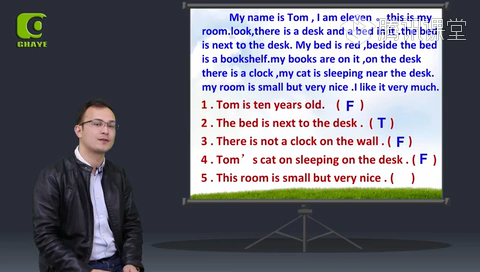 GHAYE
腾讯课堂
My name is Tom , I am eleven , this is my
room.look,there is a desk and a bed in it .the bed
is next to the desk. My bed is red ,beside the bed
is a bookshelf.my books are on it ,on the desk
there is a clock ,my cat is sleeping near the desk.
my room is small but very nice .I like it very much.
1 . Tom is ten years old. ( F )
2 . The bed is next to the desk . ( T )
3 . There is not a clock on the wall . ( F )
4 . Tom’s cat on sleeping on the desk . ( F )
5 . This room is small but very nice . ( )